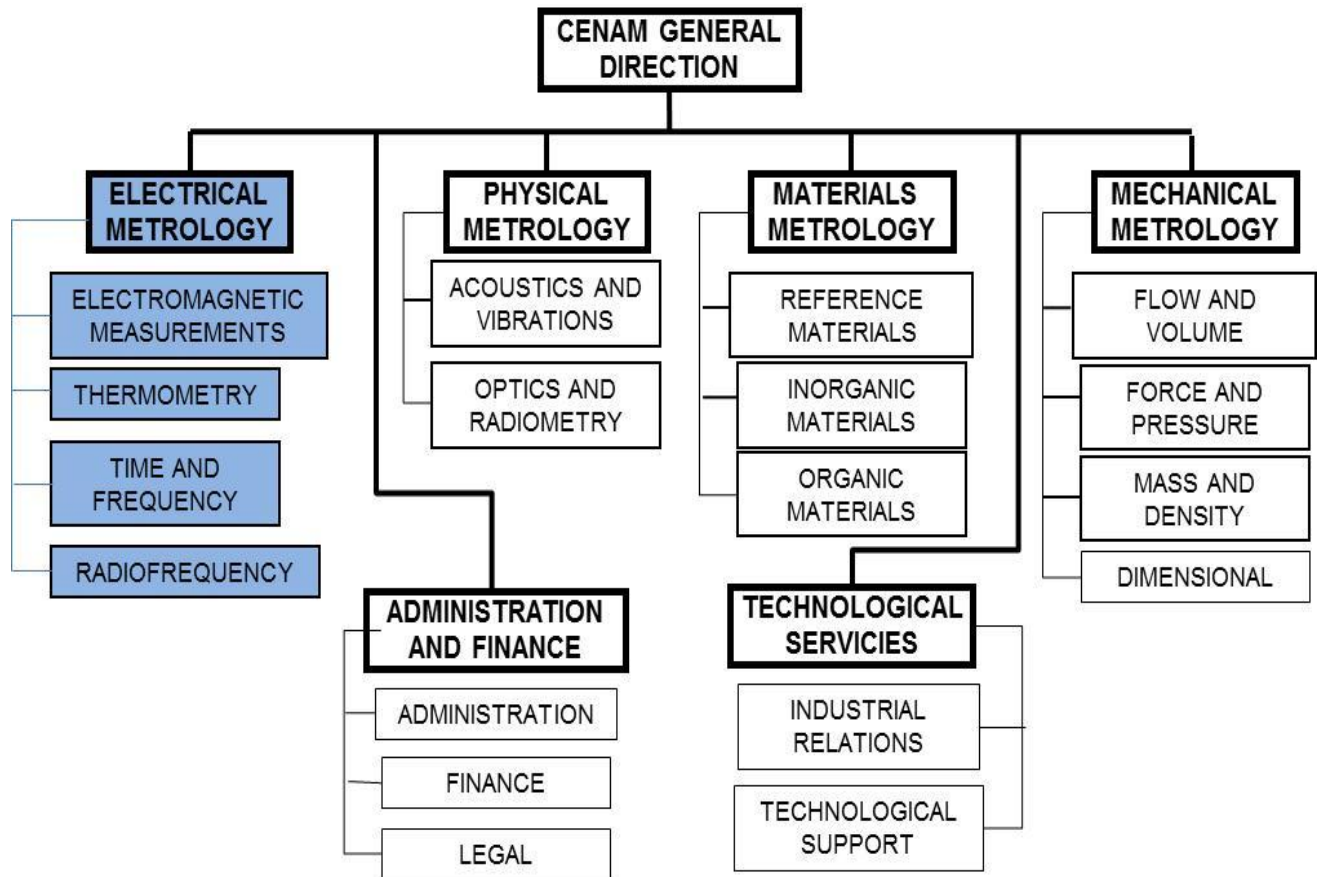 CENAM GENERAL
DIRECTION
ELECTRICAL
METROLOGY
ELECTROMAGNETIC
MEASUREMENTS
THERMOMETRY
TIME AND
FREQUENCY
RADIOFREQUENCY
PHYSICAL
METROLOGY
ACOUSTICS AND
VIBRATIONS
OPTICS AND
RADIOMETRY
MATERIALS
METROLOGY
REFERENCE
MATERIALS
INORGANIC
MATERIALS
ORGANIC
MATERIALS
MECHANICAL
METROLOGY
FLOW AND
VOLUME
FORCE AND
PRESSURE
MASS AND
DENSITY
DIMENSIONAL
ADMINISTRATION
AND FINANCE
ADMINISTRATION
FINANCE
LEGAL
TECHNOLOGICAL
SERVICIES
INDUSTRIAL
RELATIONS
TECHNOLOGICAL
SUPPORT